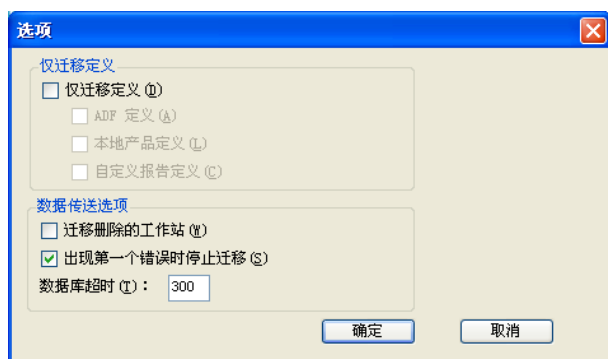 选项
仅迁移定义
仅迁移定义(D)
ADF 定义(A)
本地产品定义(L)
自定义报告定义(C)
数据传送选项
迁移删除的工作站(W)
出现第一个错误时停止迁移(S)
数据库超时(T)： 300
确定 取消